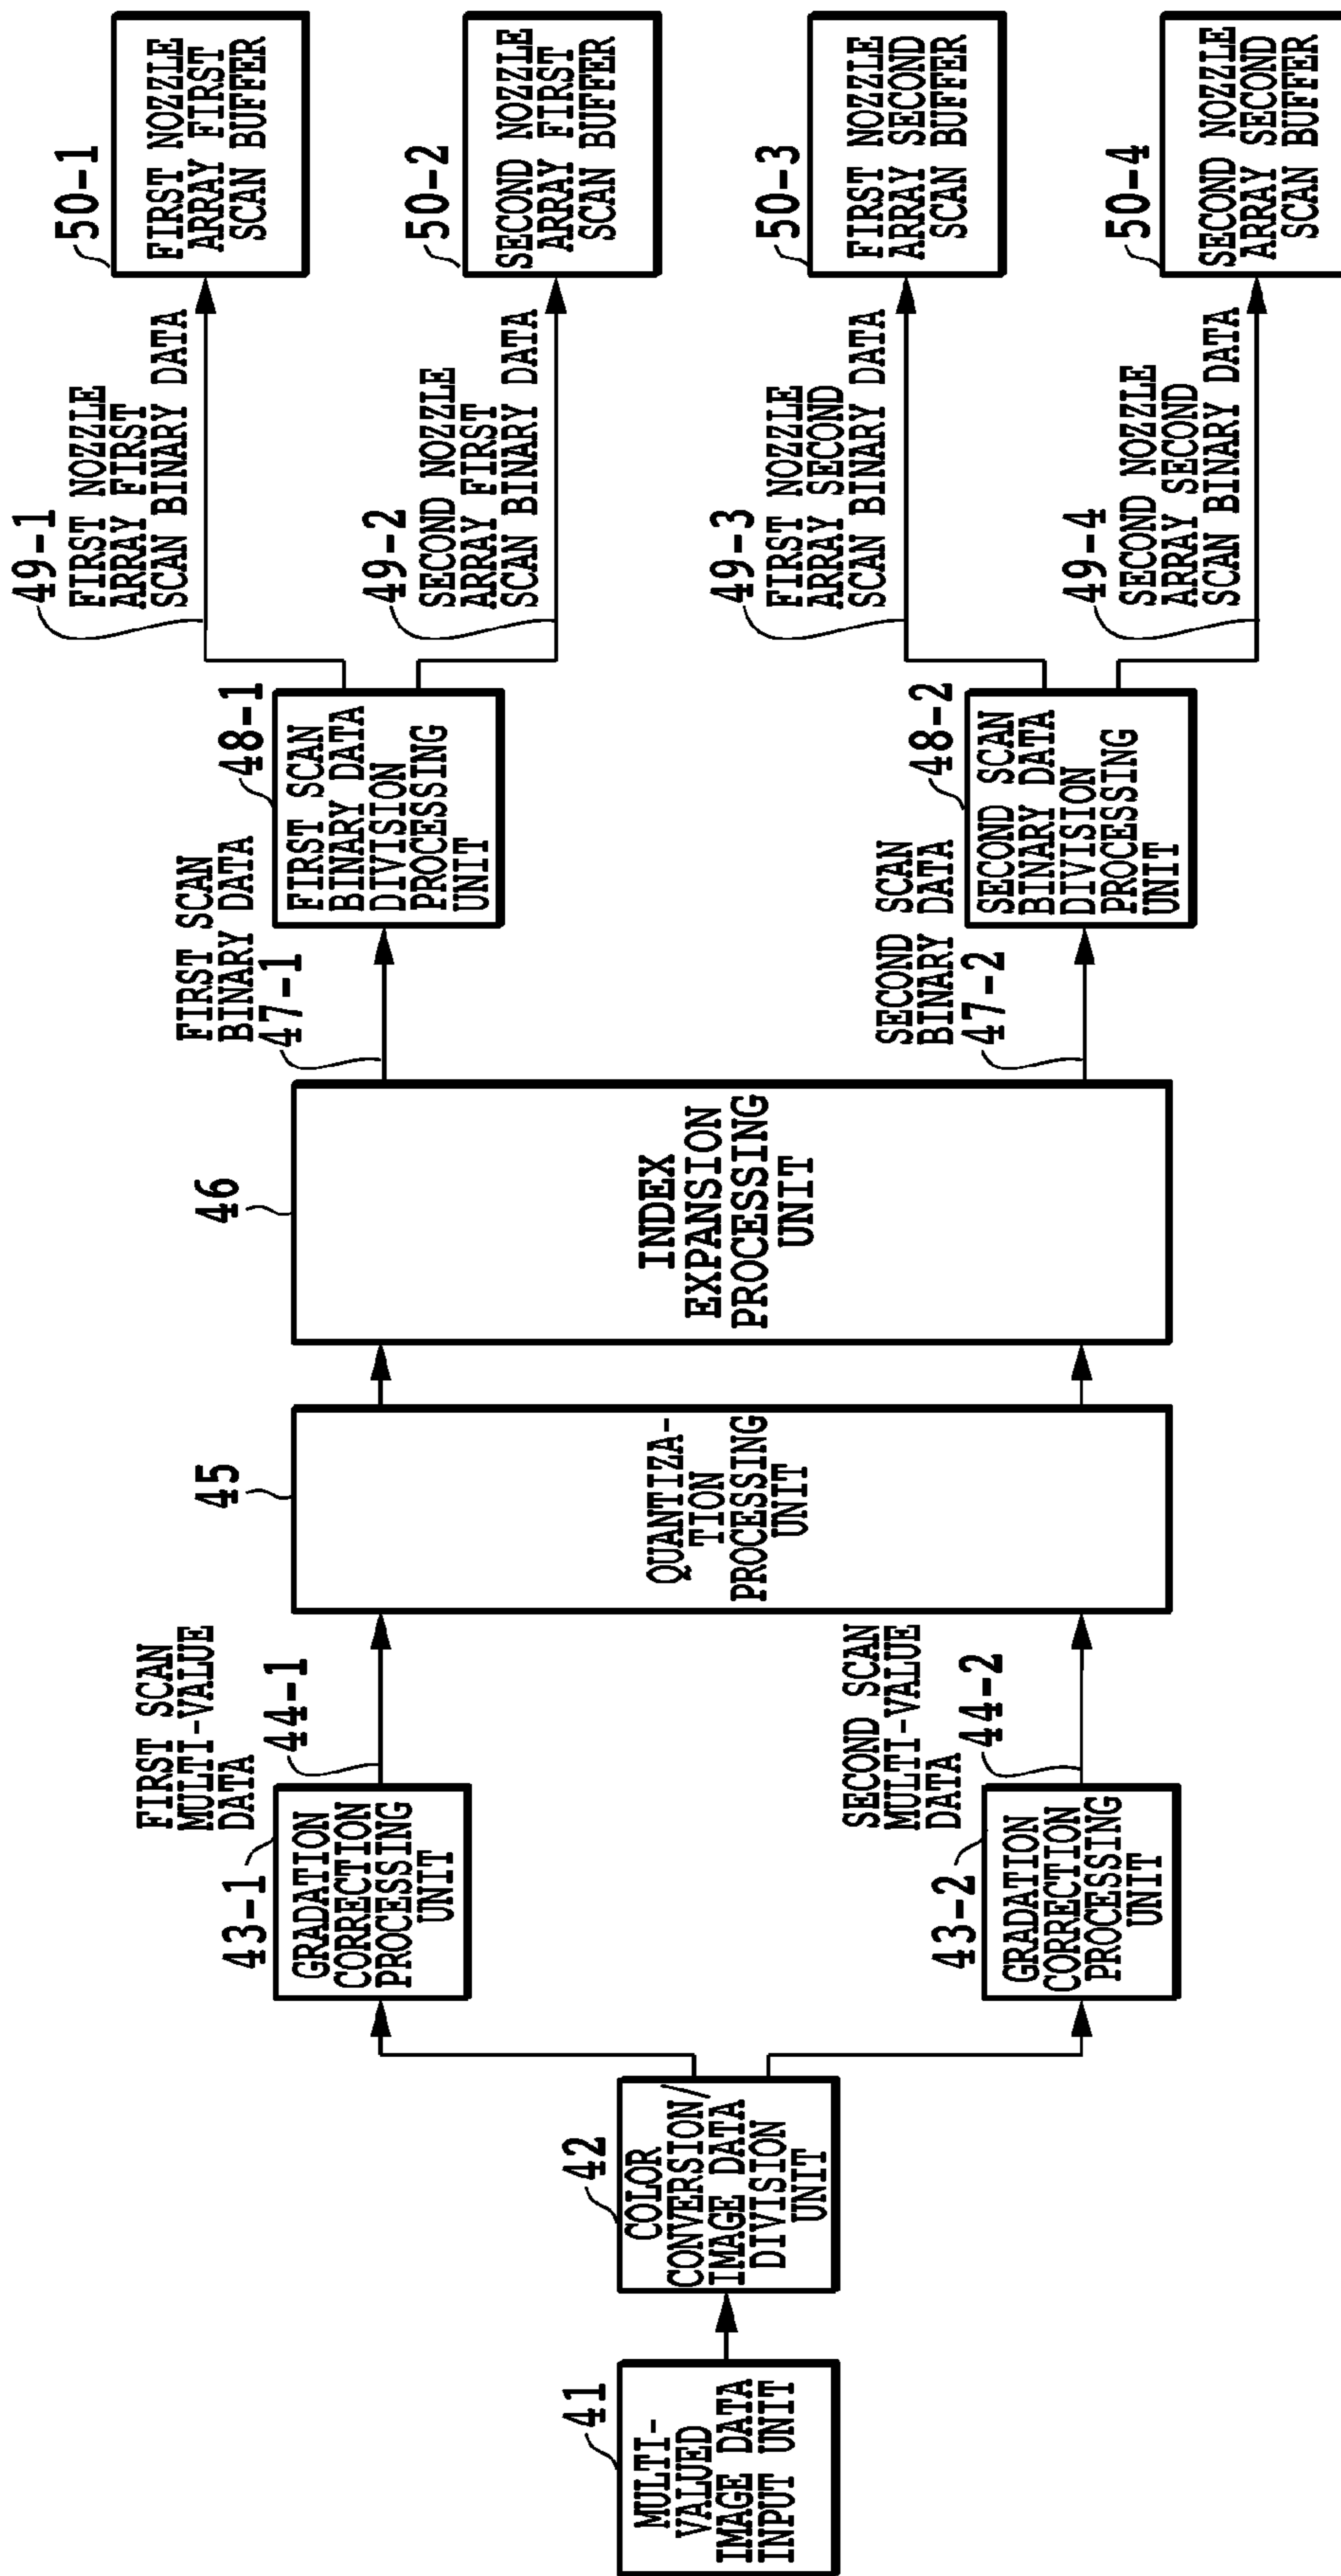 41
MULTI-
VALUED
IMAGE DATA
INPUT UNIT
42
COLOR
CONVERSION/
IMAGE DATA
DIVISION
UNIT
43-1
GRADATION
CORRECTION
PROCESSING
UNIT
FIRST SCAN
MULTI-VALUE
DATA
44-1
43-2
GRADATION
CORRECTION
PROCESSING
UNIT
SECOND SCAN
MULTI-VALUE
DATA
44-2
45
QUANTIZA-
TION
PROCESSING
UNIT
46
INDEX
EXPANSION
PROCESSING
UNIT
FIRST SCAN
BINARY DATA
47-1
48-1
FIRST SCAN
BINARY DATA
DIVISION
PROCESSING
UNIT
SECOND SCAN
BINARY DATA
47-2
48-2
SECOND SCAN
BINARY DATA
DIVISION
PROCESSING
UNIT
49-1
FIRST NOZZLE
ARRAY FIRST
SCAN BINARY DATA
50-1
FIRST NOZZLE
ARRAY FIRST
SCAN BUFFER
49-2
SECOND NOZZLE
ARRAY FIRST
SCAN BINARY DATA
50-2
SECOND NOZZLE
ARRAY FIRST
SCAN BUFFER
49-3
FIRST NOZZLE
ARRAY SECOND
SCAN BINARY DATA
50-3
FIRST NOZZLE
ARRAY SECOND
SCAN BUFFER
49-4
SECOND NOZZLE
ARRAY SECOND
SCAN BINARY DATA
50-4
SECOND NOZZLE
ARRAY SECOND
SCAN BUFFER